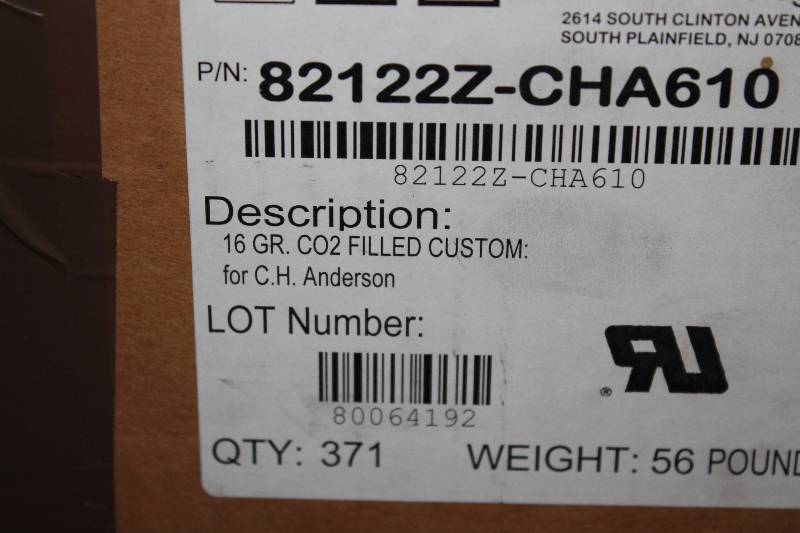 2614 SOUTH CLINTON AVEN
SOUTH PLAINFIELD, NJ 0708
P/N: 82122Z-CHA610
82122Z-CHA610
Description:
16 GR. CO2 FILLED CUSTOM:
for C.H. Anderson
LOT Number:
80064192
QTY: 371 WEIGHT: 56 POUND